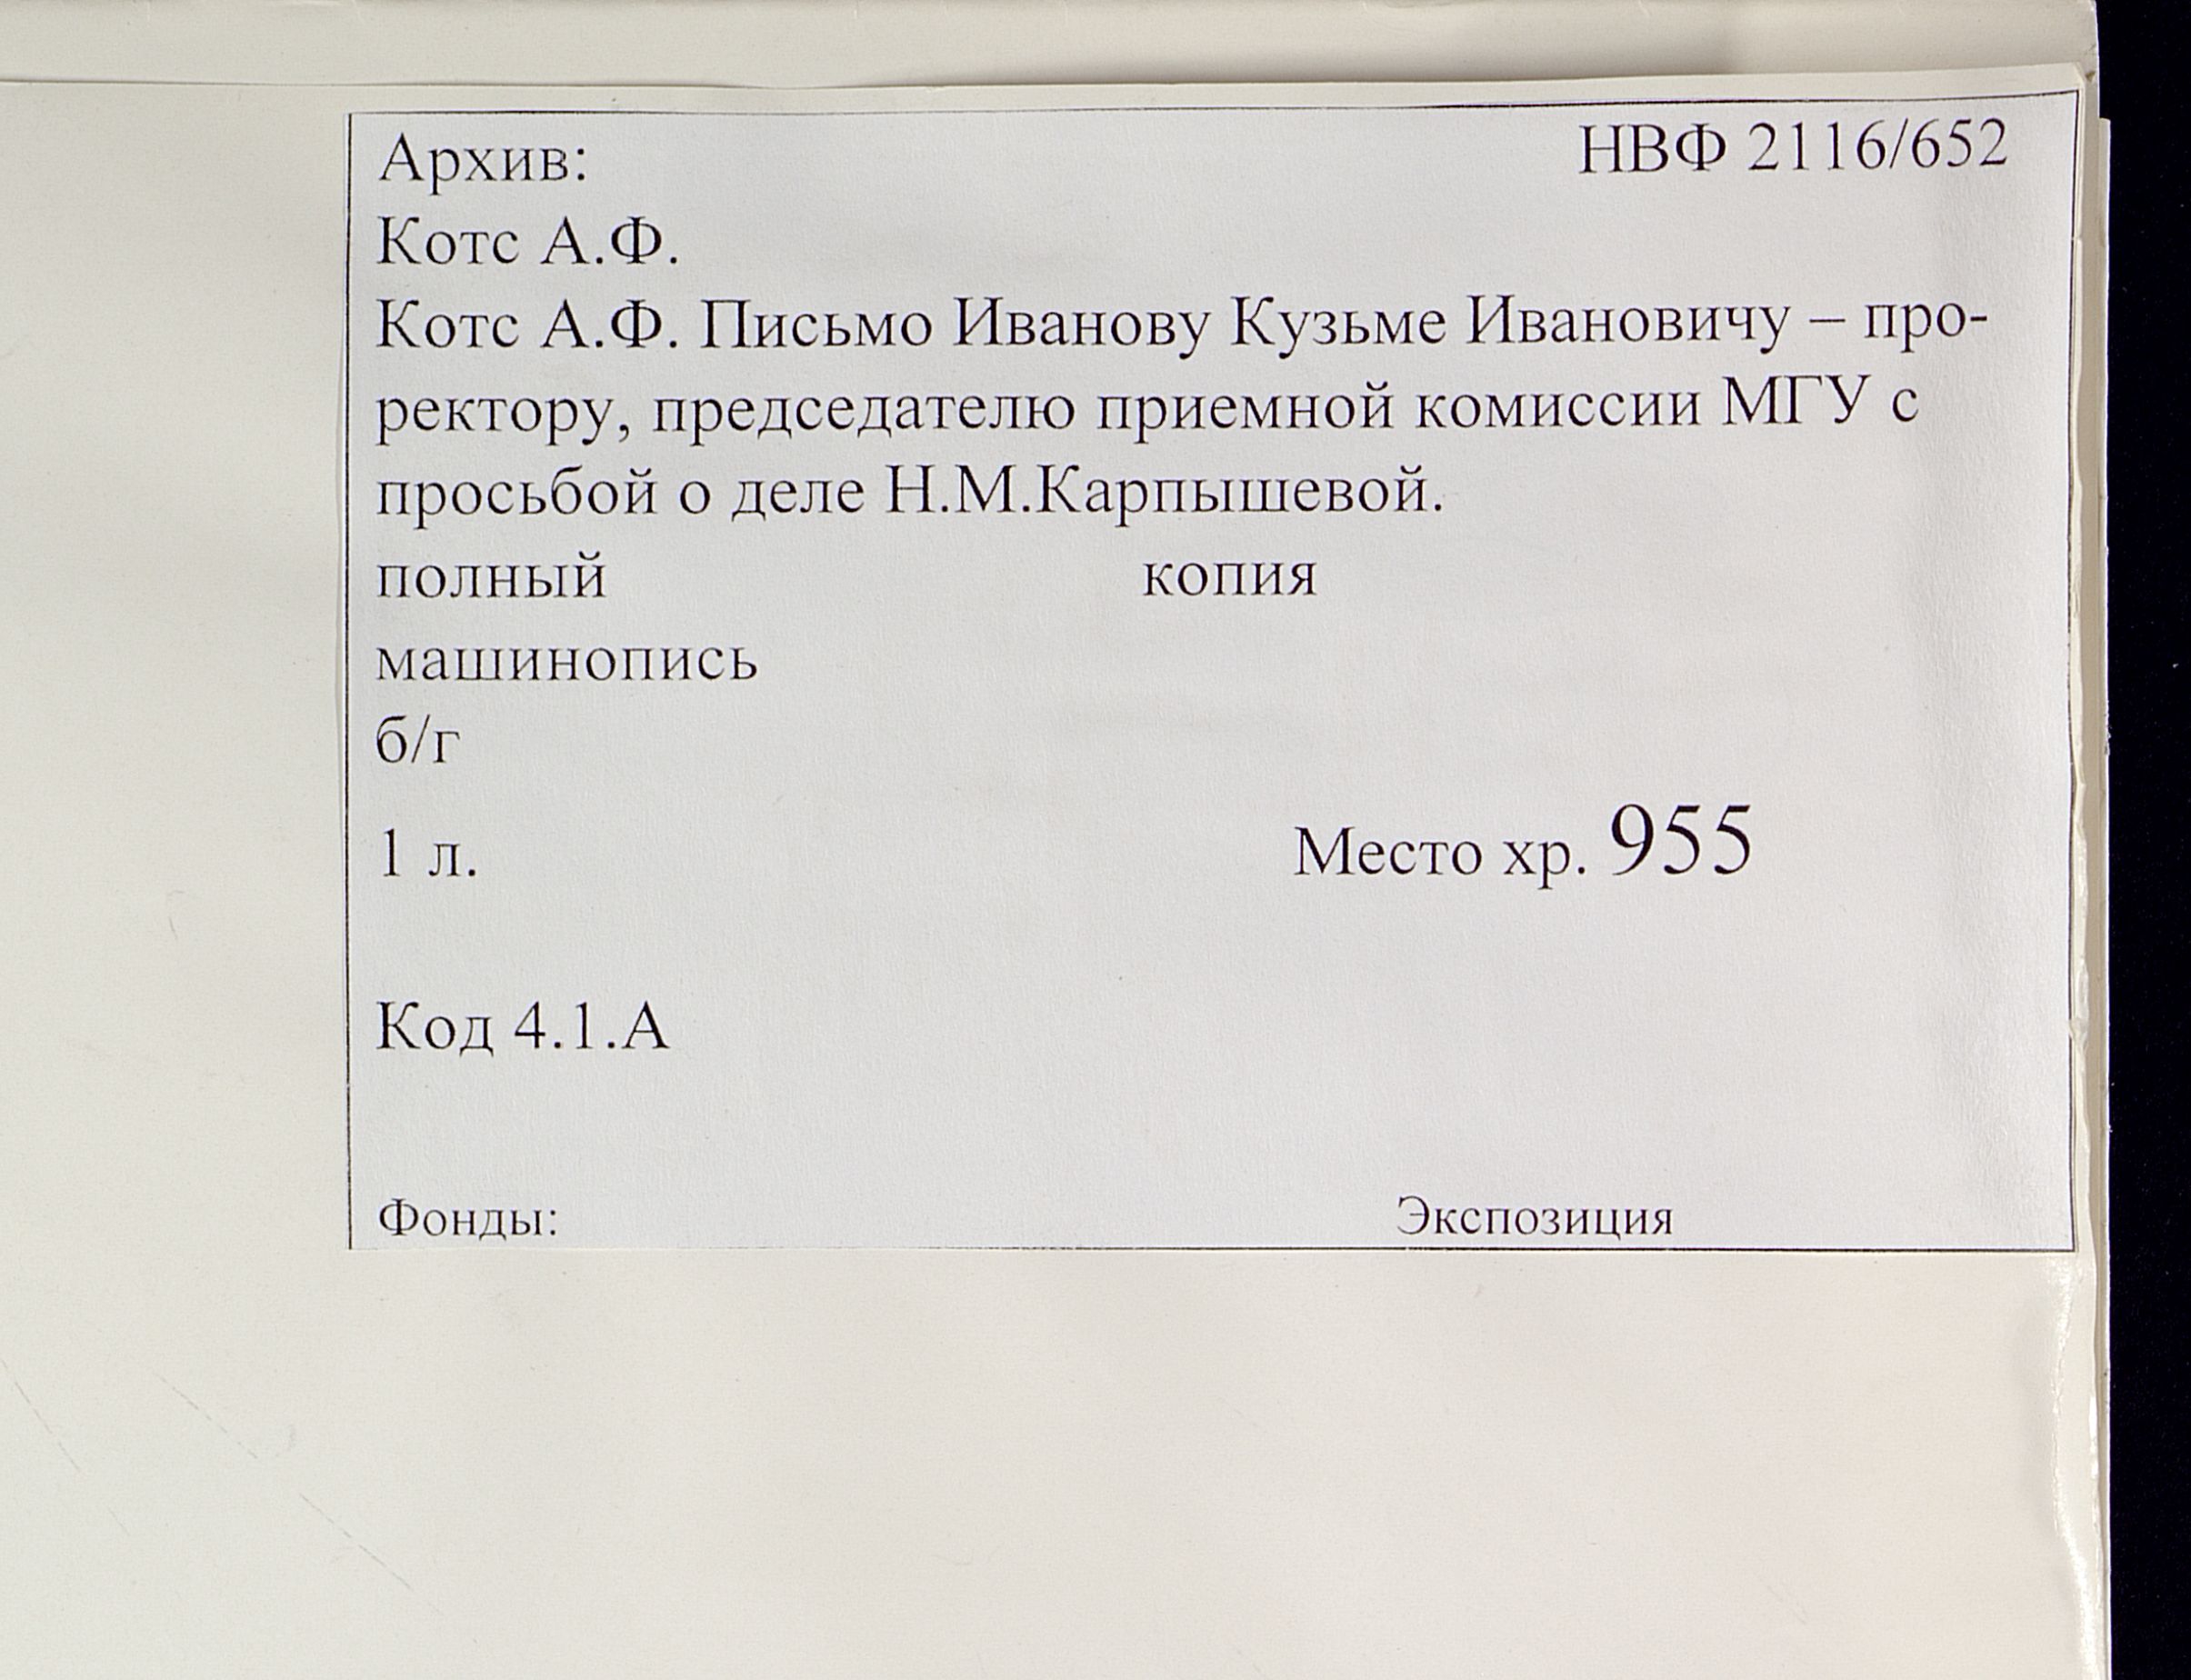 Архив: НВФ 2116/652
Котс А.Ф.
Котс А.Ф. Письмо Иванову Кузьме Ивановичу – про-
ректору, председателю приемной комиссии МГУ с
просьбой о деле Н.М.Карпышевой.
полный копия
машинопись
б/г
1 л. Место хр. 955
Код 4.1.А
Фонды: Экспозиция